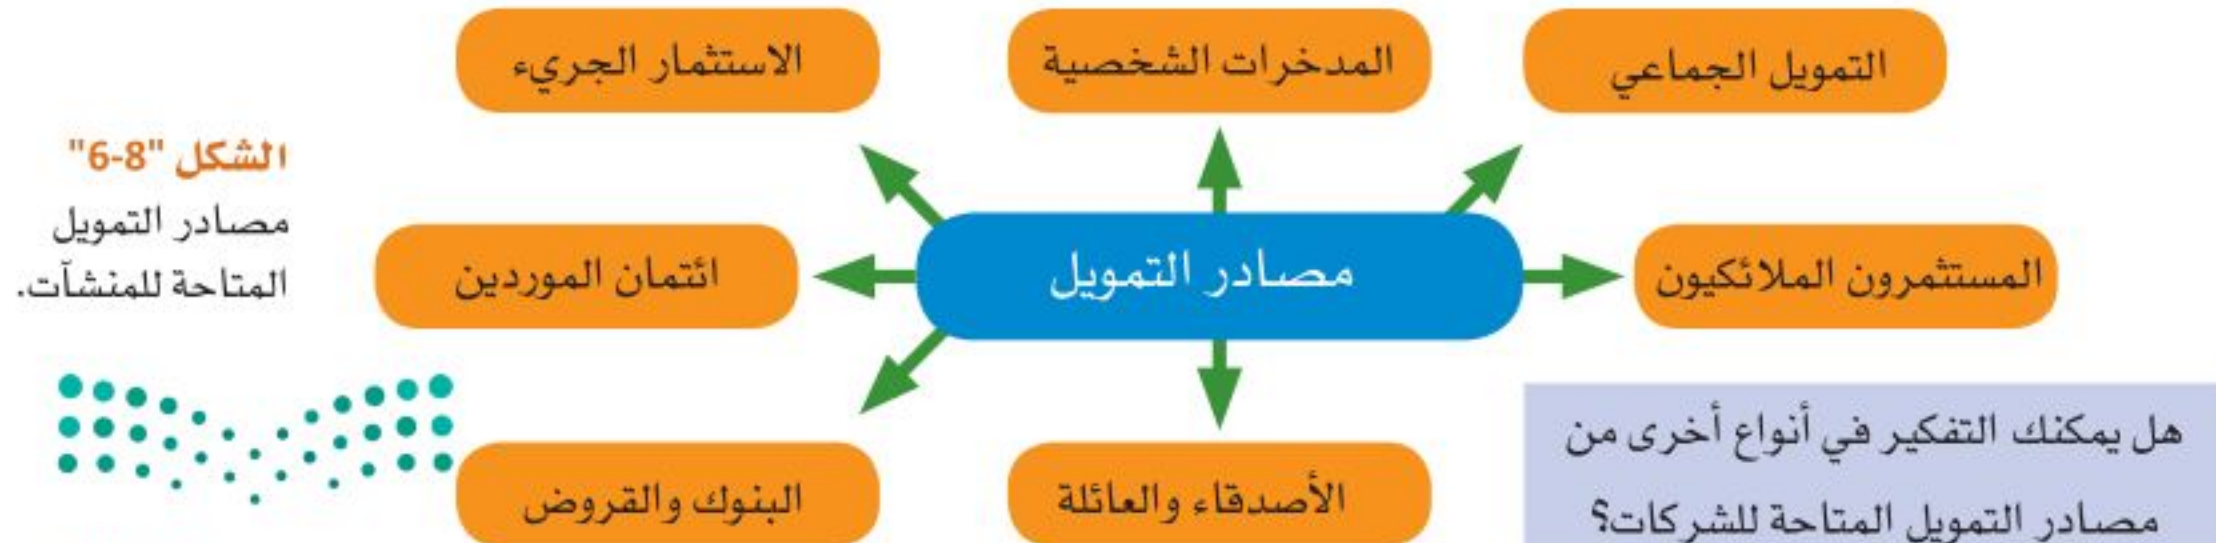 التمويل الجماعي
المدخرات الشخصية
الاستثمار الجريء
المستثمرون الملائكيون
مصادر التمويل
ائتمان الموردين
الأصدقاء والعائلة
البنوك والقروض
الشكل "8-6"
مصادر التمويل
المتاحة للمنشآت.
هل يمكنك التفكير في أنواع أخرى من
مصادر التمويل المتاحة للشركات؟